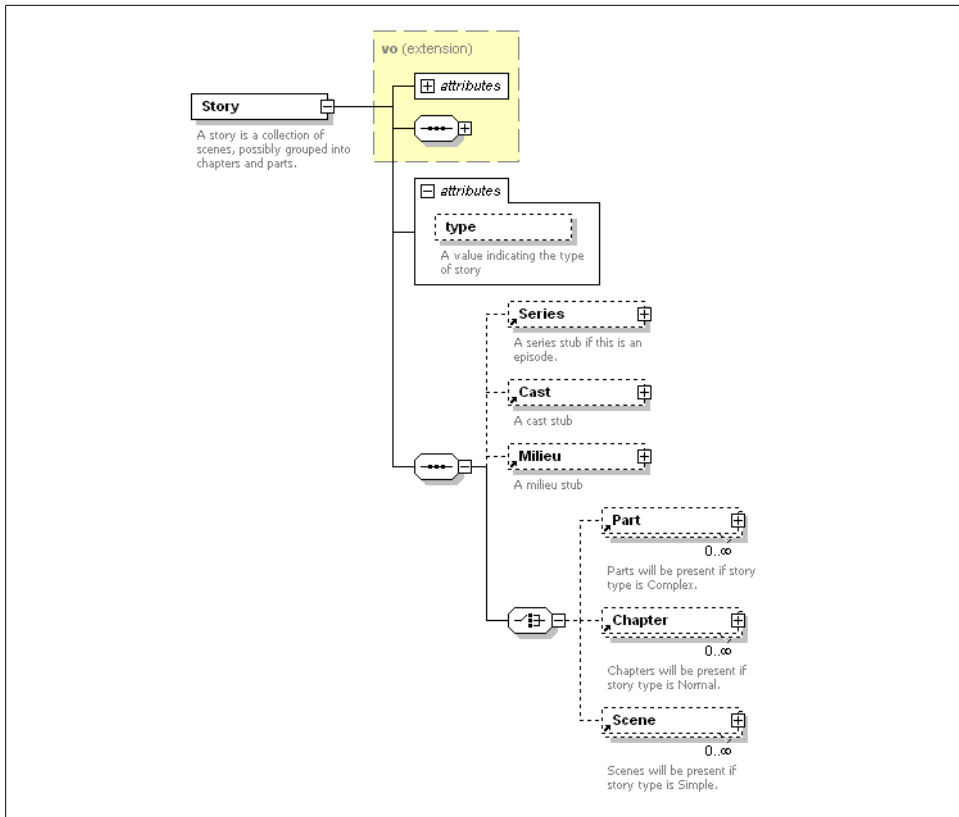 vo (extension)
attributes
Story
A story is a collection of
scenes, possibly grouped into
chapters and parts.
attributes
type
A value indicating the type
of story
Series
A series stub if this is an
episode.
Cast
A cast stub
Milieu
A milieu stub
Part
0..∞
Parts will be present if story
type is Complex.
Chapter
0..∞
Chapters will be present if
story type is Normal.
Scene
0..∞
Scenes will be present if
story type is Simple.